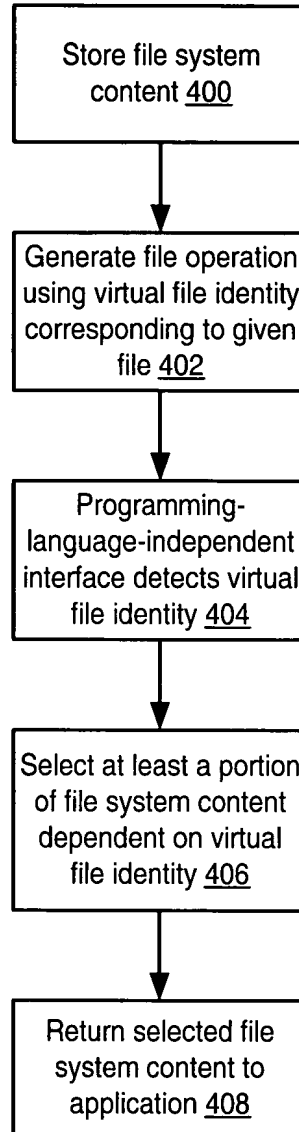 Store file system
content 400
Generate file operation
using virtual file identity
corresponding to given
file 402
Programming-
language-independent
interface detects virtual
file identity 404
Select at least a portion
of file system content
dependent on virtual
file identity 406
Return selected file
system content to
application 408